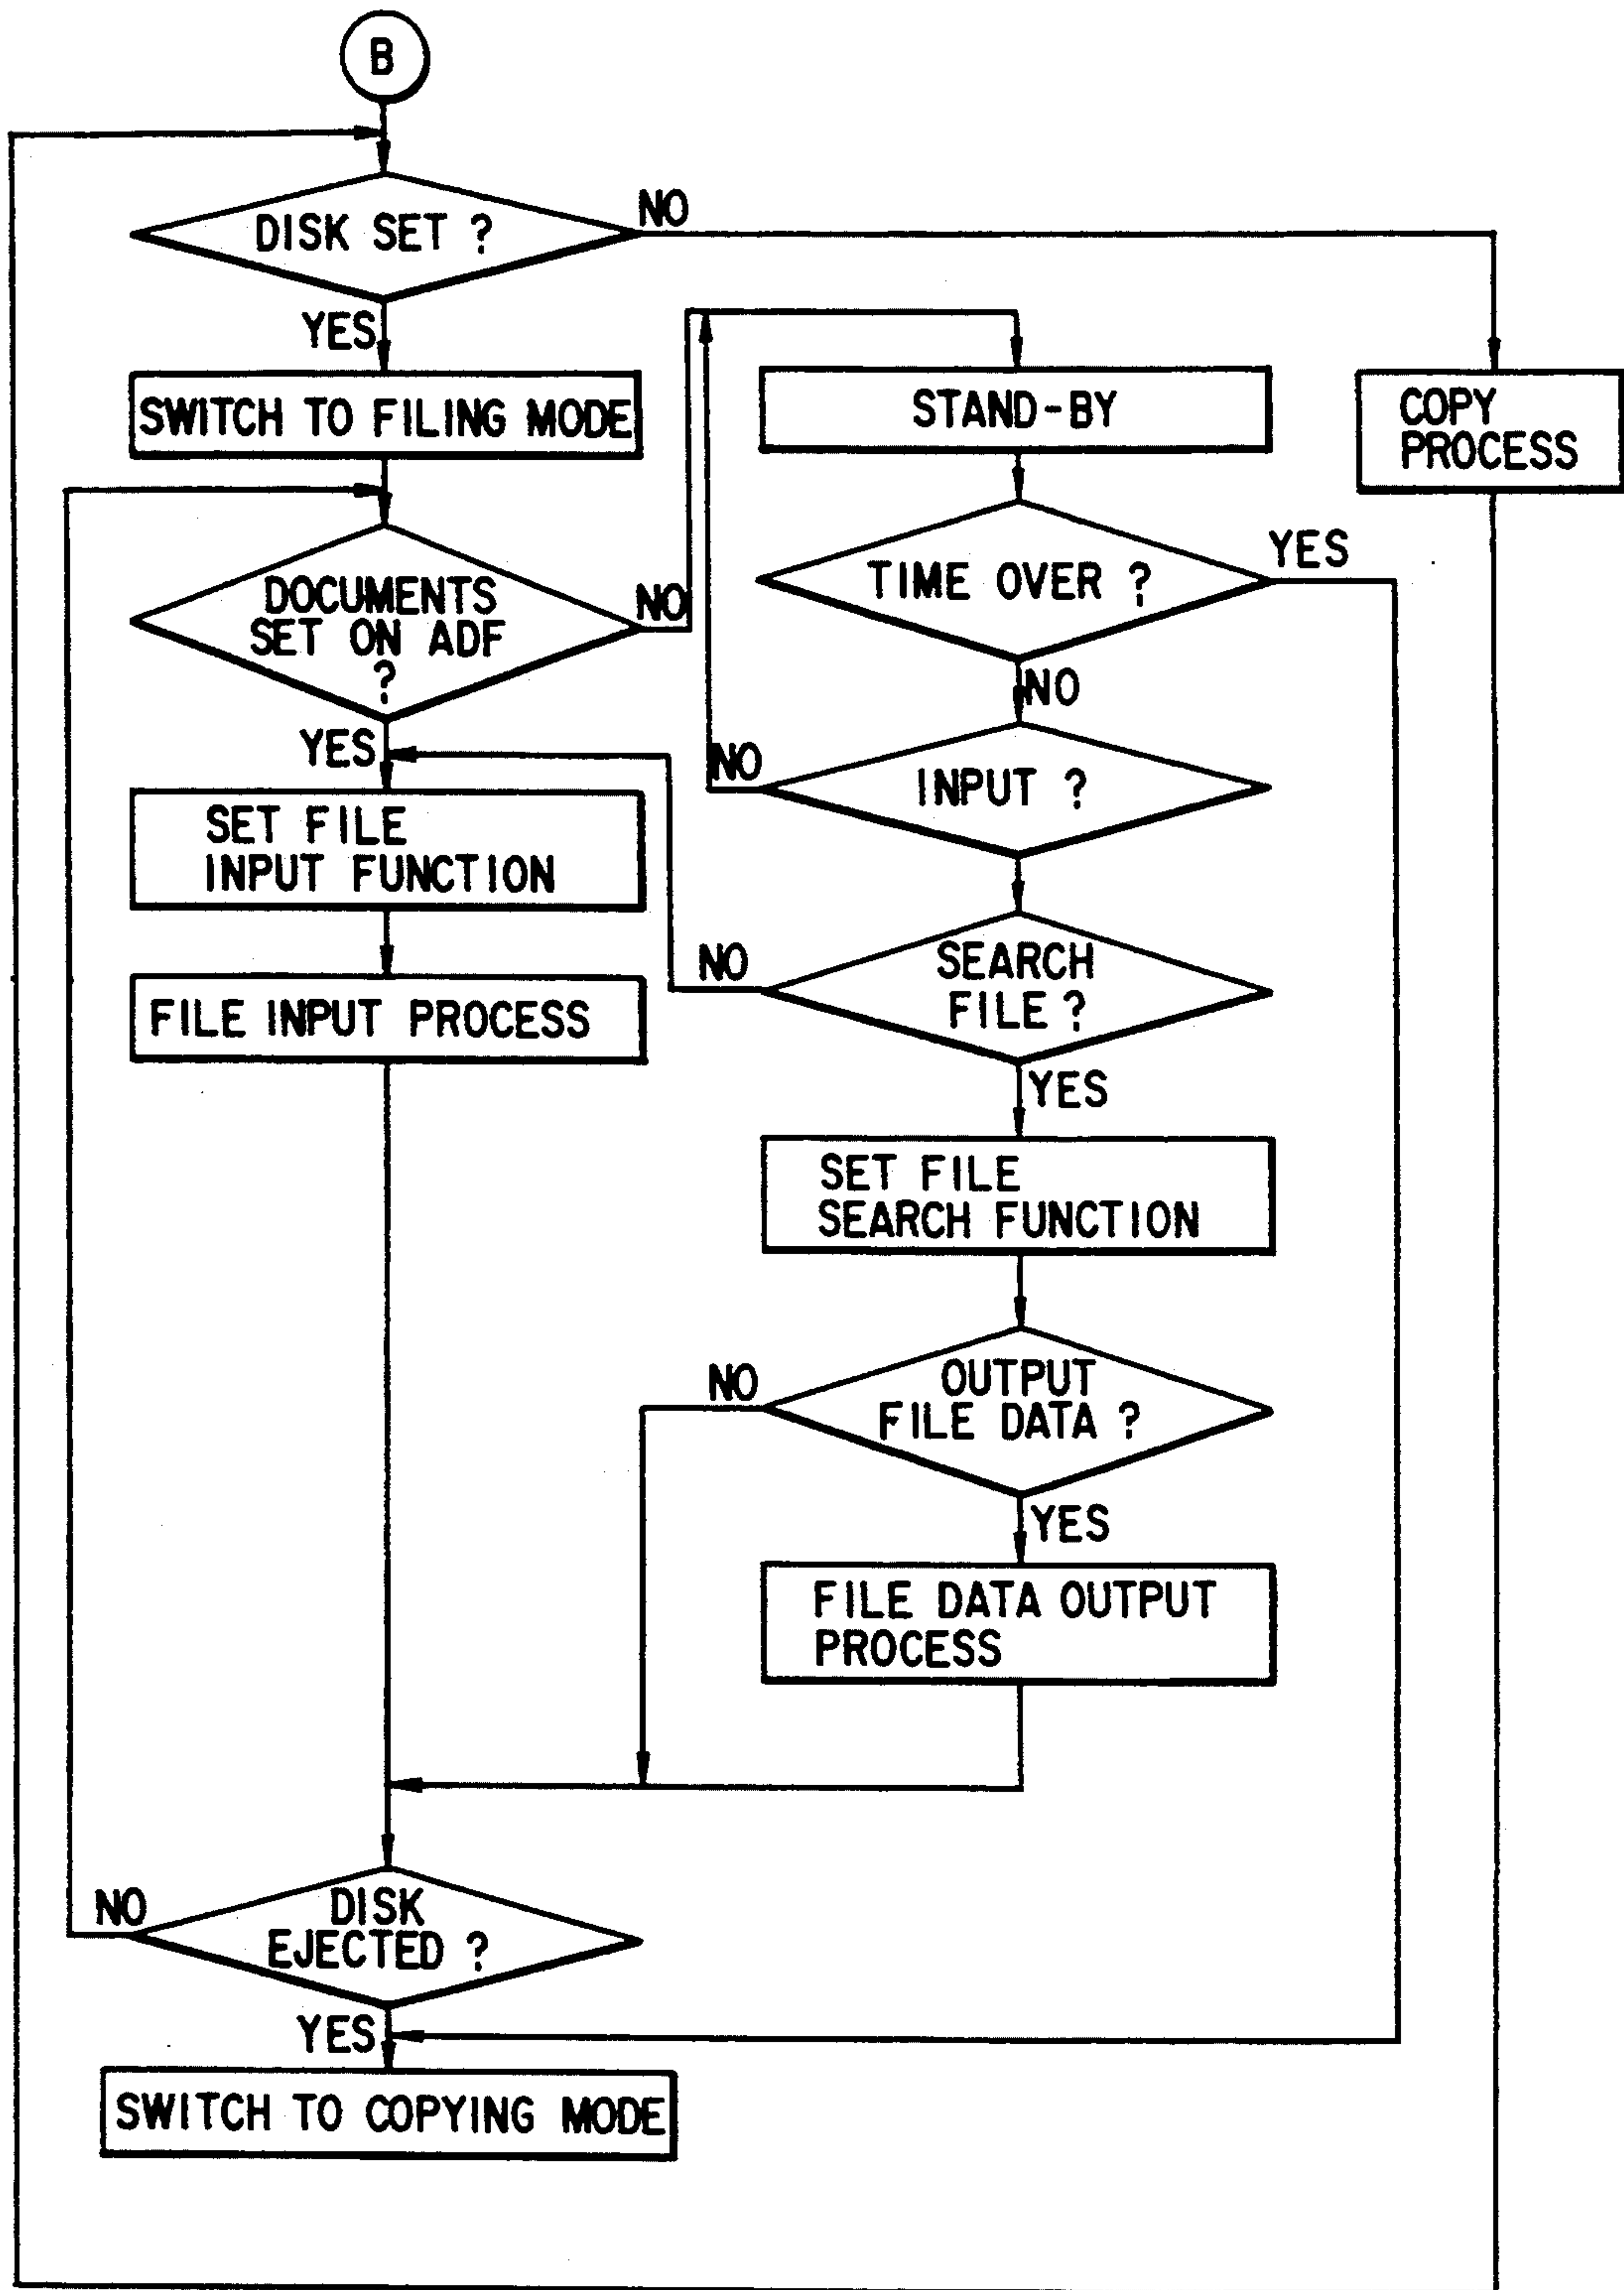 B
DISK SET ?
NO
YES
SWITCH TO FILING MODE
STAND-BY
COPY
PROCESS
DOCUMENTS
SET ON ADF
?
NO
YES
TIME OVER ?
YES
NO
INPUT ?
NO
SET FILE
INPUT FUNCTION
FILE INPUT PROCESS
SEARCH
FILE ?
NO
YES
SET FILE
SEARCH FUNCTION
OUTPUT
FILE DATA ?
NO
YES
FILE DATA OUTPUT
PROCESS
DISK
EJECTED ?
NO
YES
SWITCH TO COPYING MODE